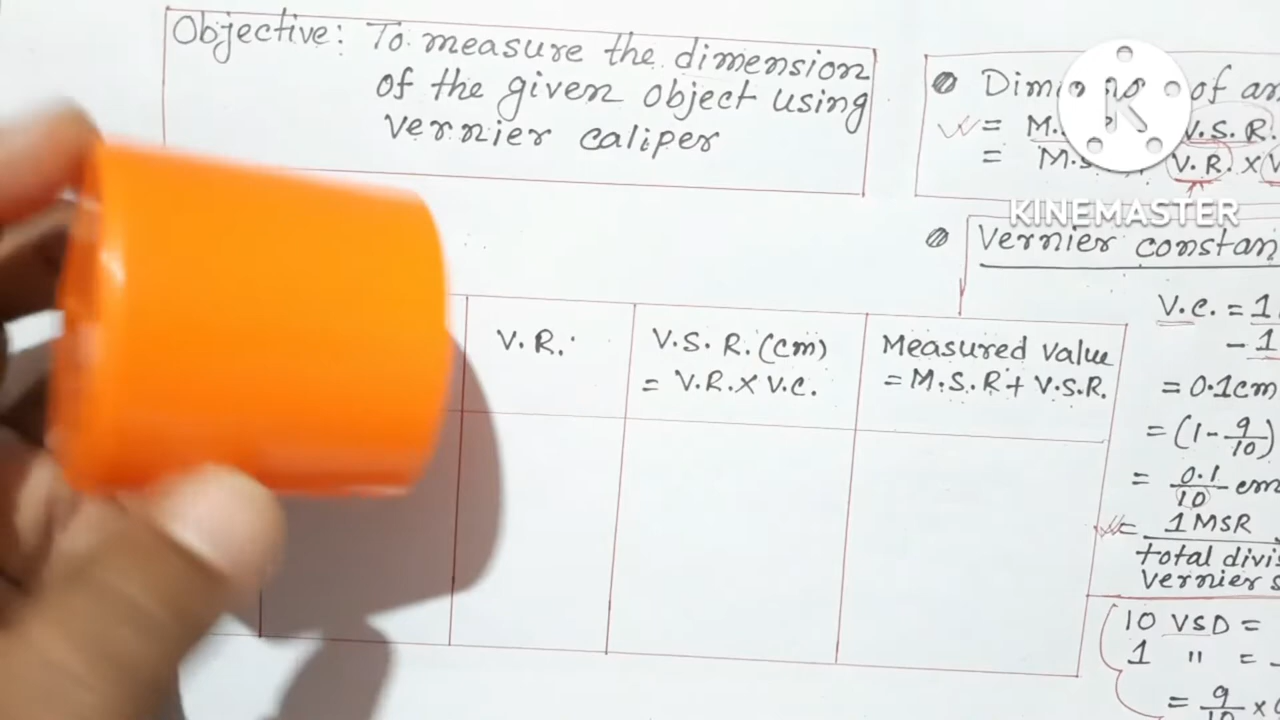 Objective: To measure the dimension
of the given object using
vernier caliper
V.R.
V.S.R.(cm)
= V.R. x V.C.
Measured value
= M.S.R + V.S.R.
of an
= M. V.S.R.
= M.S V.R. x
KINEMASTER
Vernier constan
V.C. = 1
- 1
= 0.1cm
= (1 - 9/10)
= 0.1/10 cm
= 1 MSR
total divis
Vernier s
10 VSD =
1 " =
= 9/10 x